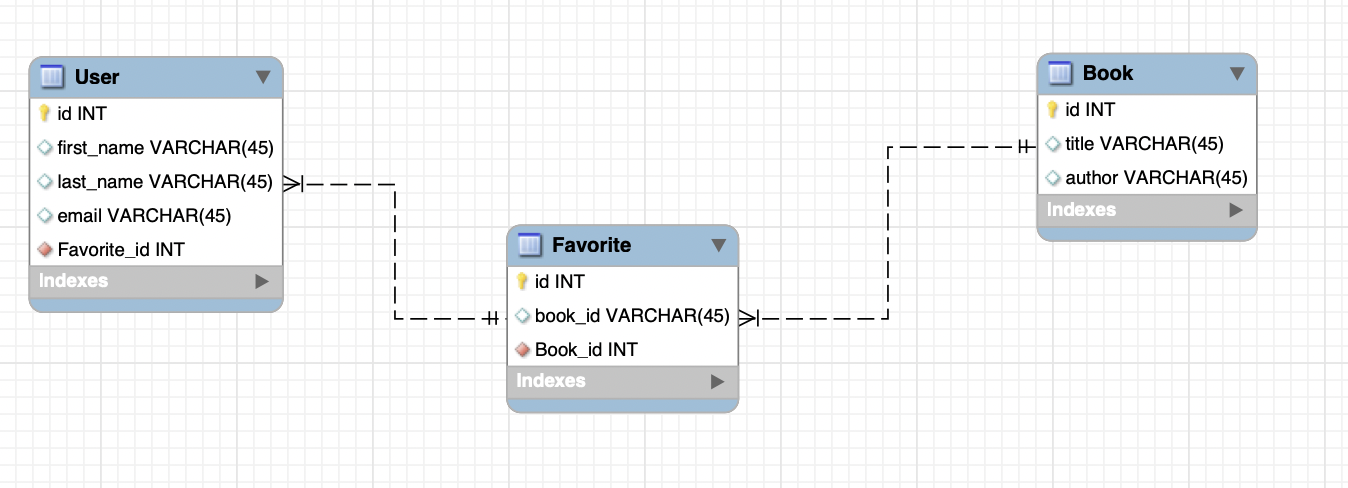 User
id INT
first_name VARCHAR(45)
last_name VARCHAR(45)
email VARCHAR(45)
Favorite_id INT
Indexes
Favorite
id INT
book_id VARCHAR(45)
Book_id INT
Indexes
Book
id INT
title VARCHAR(45)
author VARCHAR(45)
Indexes